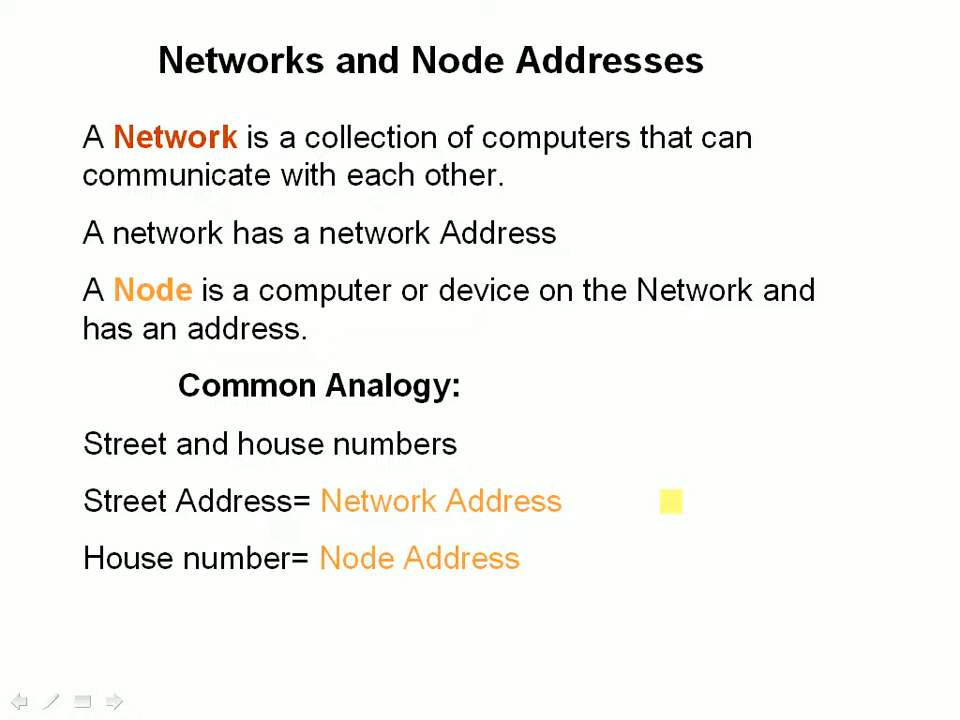 Networks and Node Addresses
A Network is a collection of computers that can
communicate with each other.
A network has a network Address
A Node is a computer or device on the Network and
has an address.
Common Analogy:
Street and house numbers
Street Address= Network Address
House number= Node Address